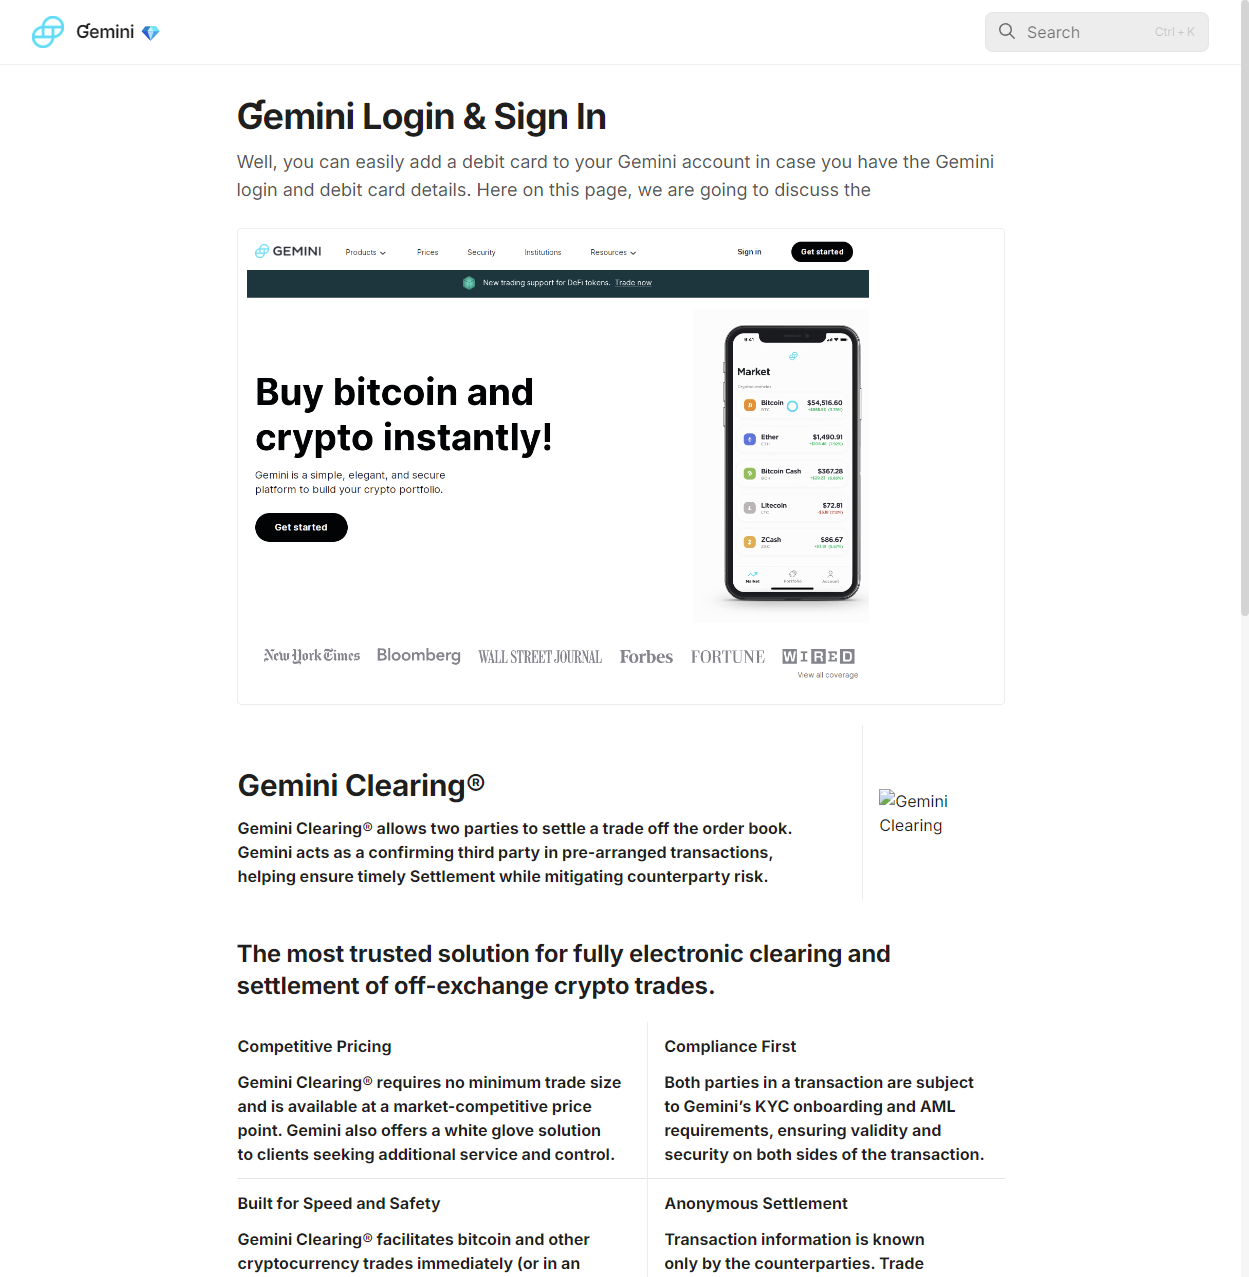 Ɠemini 💎
Search
Ctrl + K
Ɠemini Login & Sign In
Well, you can easily add a debit card to your Gemini account in case you have the Gemini
login and debit card details. Here on this page, we are going to discuss the
GEMINI
Products
Prices
Security
Institutions
Resources
Sign in
Get started
New trading support for DeFi tokens. Trade now
Buy bitcoin and
crypto instantly!
Gemini is a simple, elegant, and secure
platform to build your crypto portfolio.
Get started
9:41
Market
Bitcoin $54,516.60
BTC
Ether $1,490.91
Bitcoin Cash $367.28
BCH
Litecoin $72.81
LTC
ZCash $86.67
ZEC
Market Portfolio Account
New York Times
Bloomberg
WALL STREET JOURNAL
Forbes
FORTUNE
WIRED
View all coverage
Gemini Clearing®
Gemini Clearing® allows two parties to settle a trade off the order book.
Gemini acts as a confirming third party in pre-arranged transactions,
helping ensure timely Settlement while mitigating counterparty risk.
Gemini
Clearing
The most trusted solution for fully electronic clearing and
settlement of off-exchange crypto trades.
Competitive Pricing
Gemini Clearing® requires no minimum trade size
and is available at a market-competitive price
point. Gemini also offers a white glove solution
to clients seeking additional service and control.
Compliance First
Both parties in a transaction are subject
to Gemini’s KYC onboarding and AML
requirements, ensuring validity and
security on both sides of the transaction.
Built for Speed and Safety
Gemini Clearing® facilitates bitcoin and other
cryptocurrency trades immediately (or in an
Anonymous Settlement
Transaction information is known
only by the counterparties. Trade